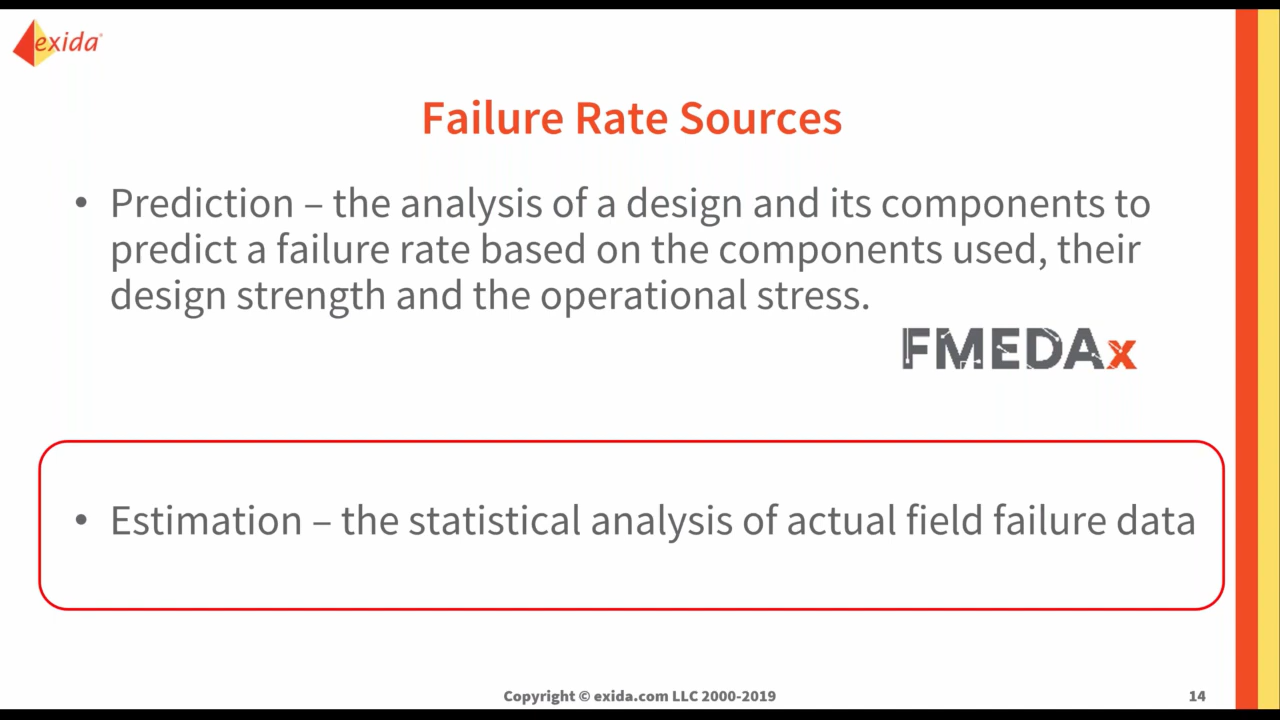 exida®
Failure Rate Sources
• Prediction – the analysis of a design and its components to
predict a failure rate based on the components used, their
design strength and the operational stress.
FMEDAx
• Estimation – the statistical analysis of actual field failure data
Copyright © exida.com LLC 2000-2019
14